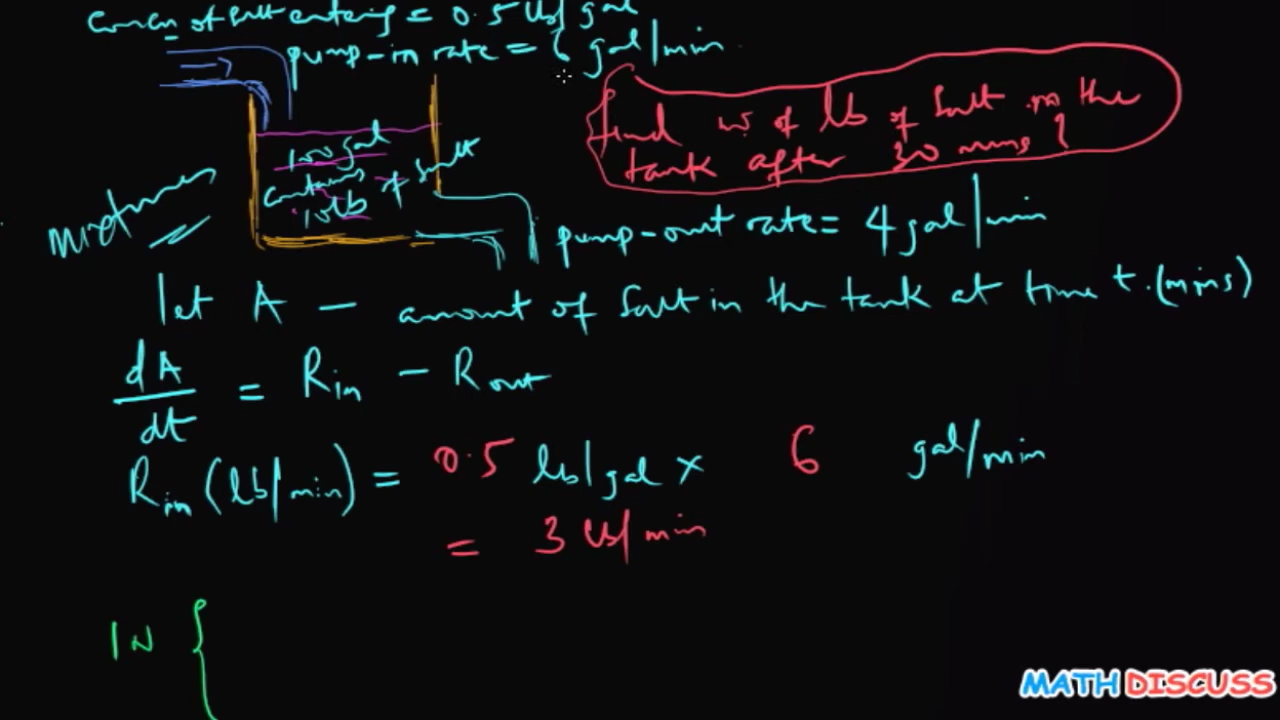 concn of salt entering = 0.5 lb/gal
pump-in rate = 6 gal/min
find no of lb of salt in the
tank after 30 mins?
100 gal
contains
10lb of salt
mixtures
pump-out rate = 4 gal/min
let A - amount of salt in the tank at time t. (mins)
dA/dt = Rin - Rout
Rin (lb/min) = 0.5 lb/gal × 6 gal/min
= 3 lb/min
IN {
MATH DISCUSS